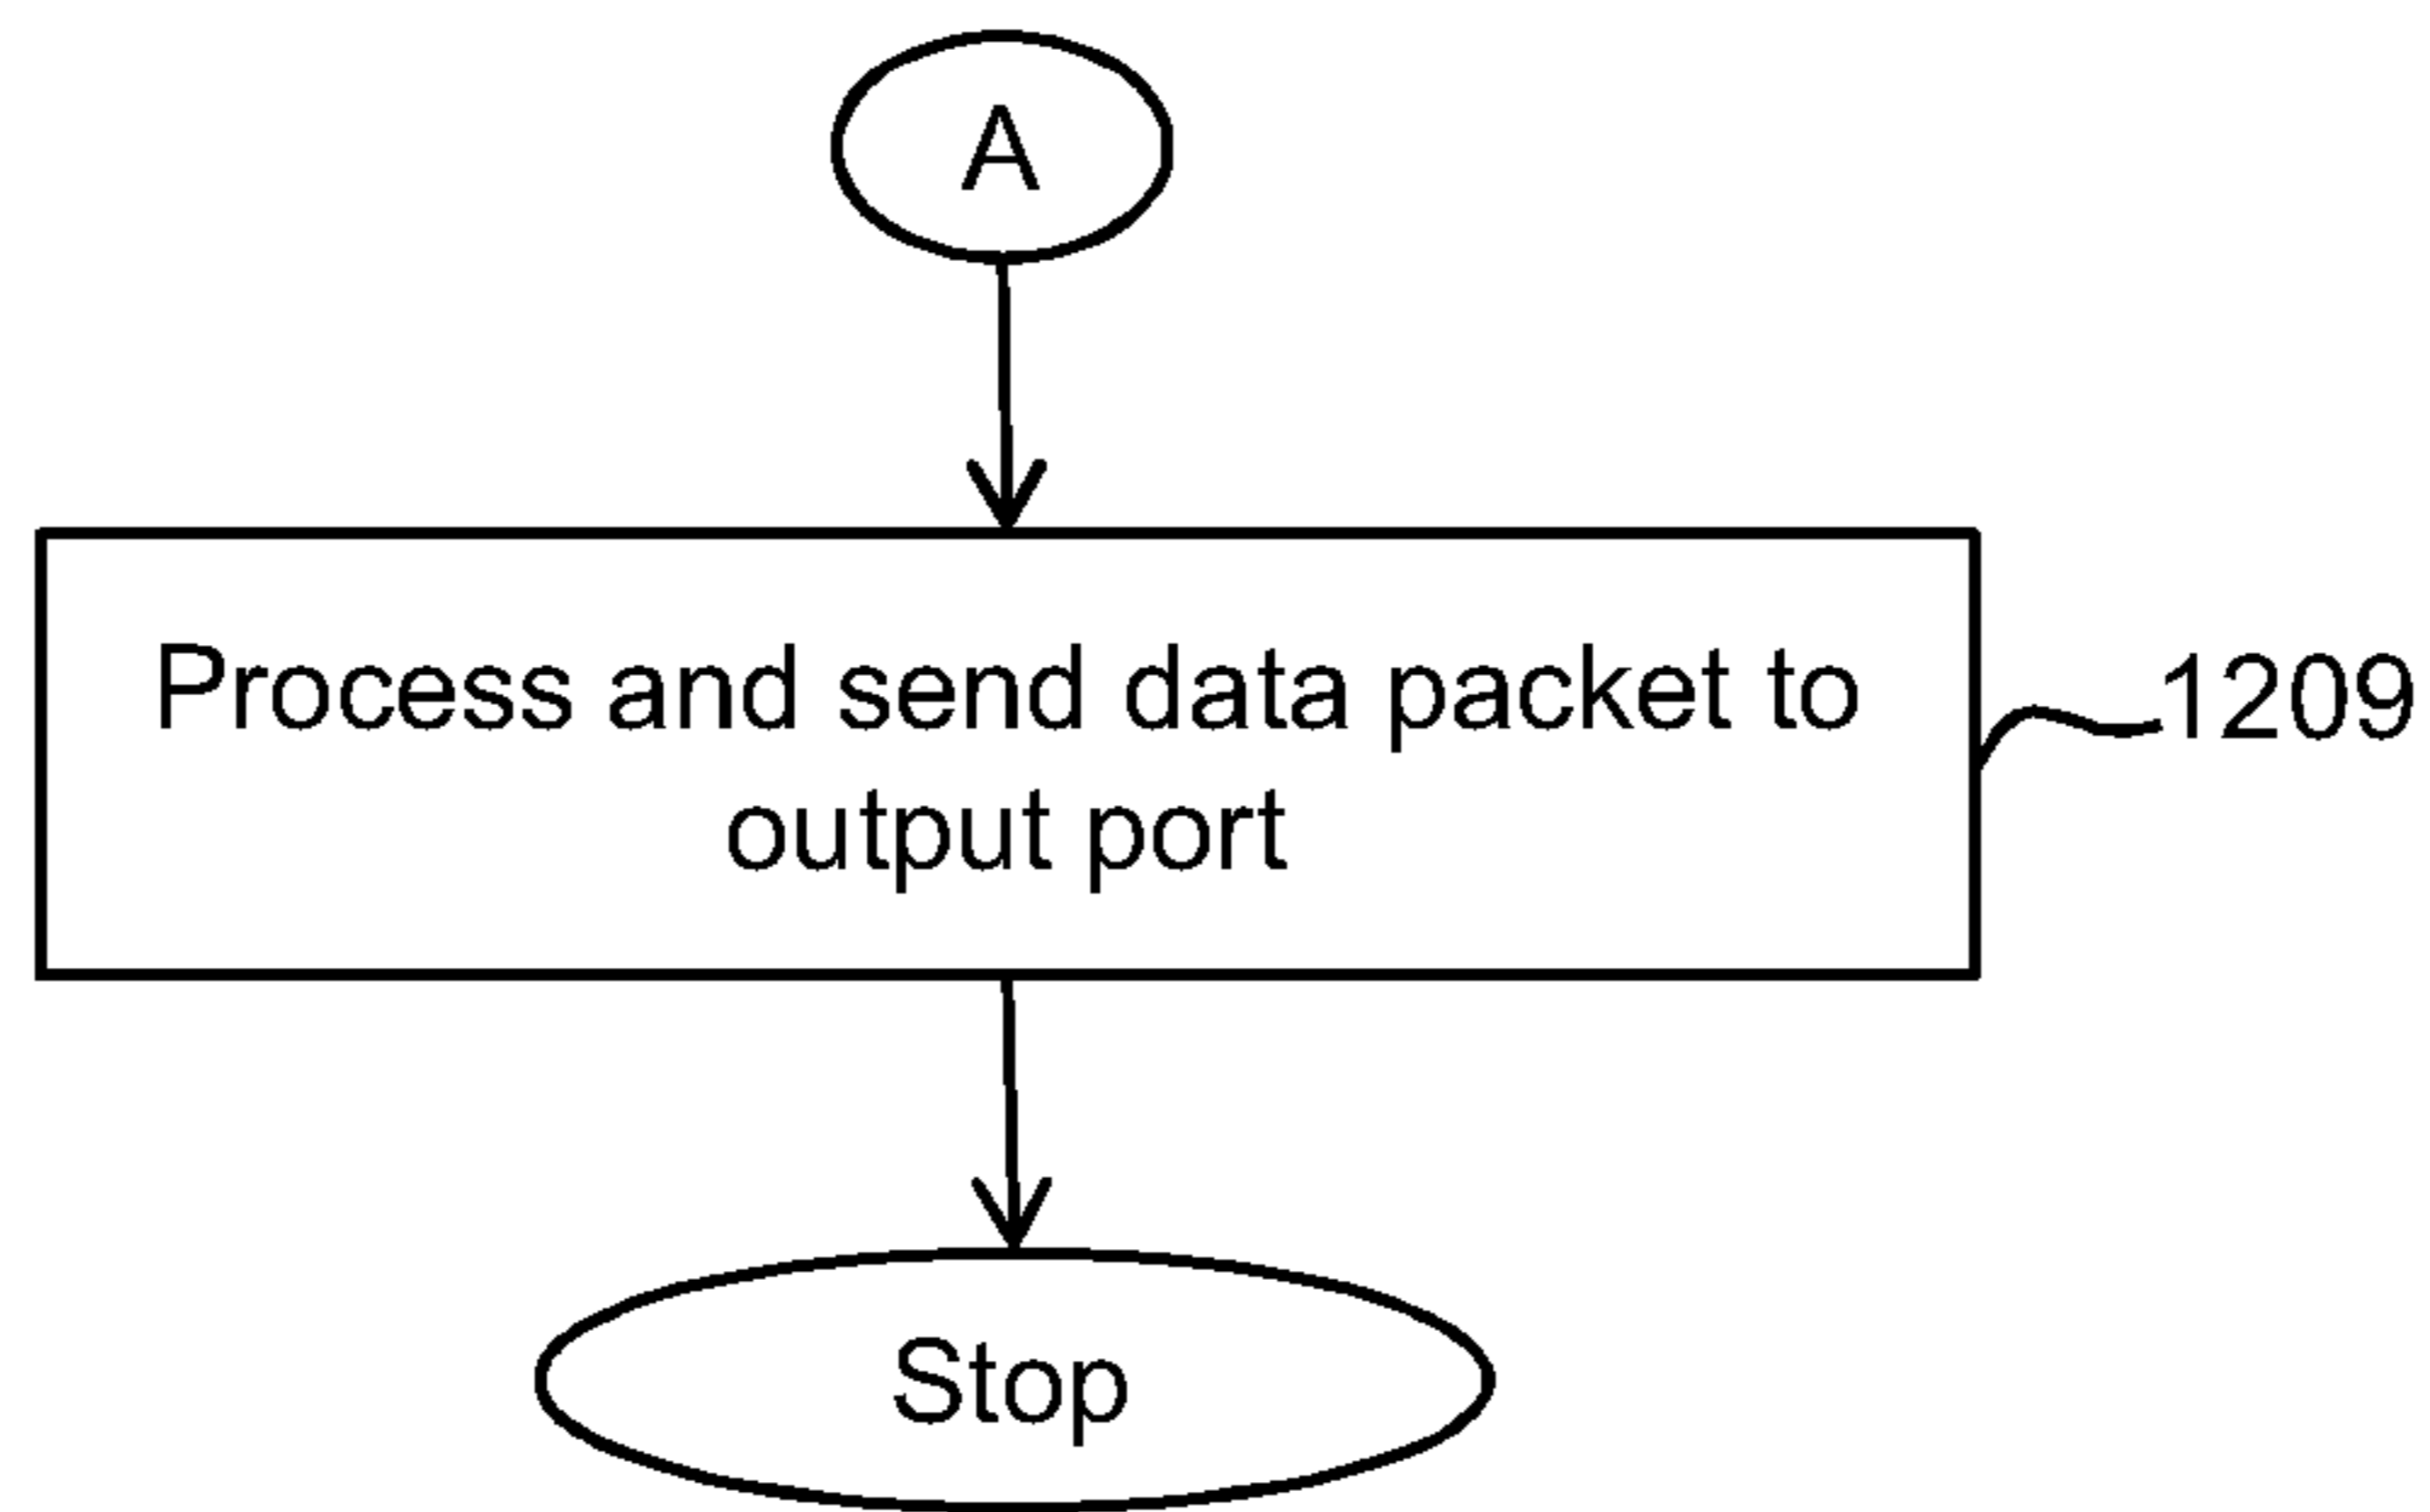 A
Process and send data packet to
output port
1209
Stop